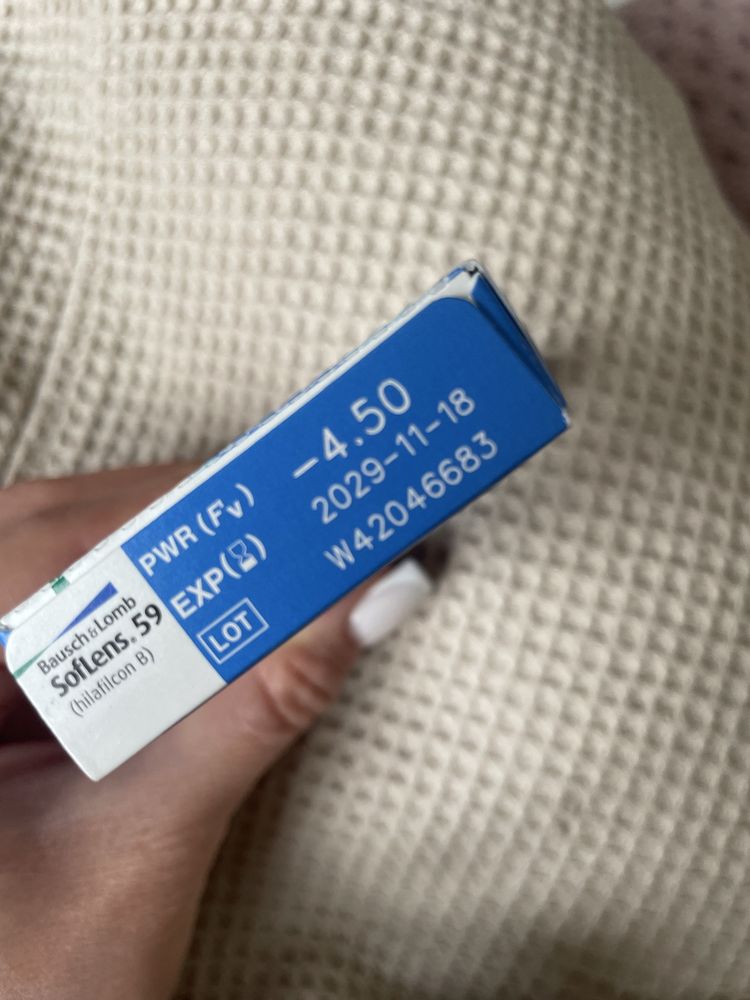 PWR (Fv) -4.50
EXP(⌛) 2029-11-18
LOT W42046683
Bausch & Lomb
SofLens® 59
(hilafilcon B)